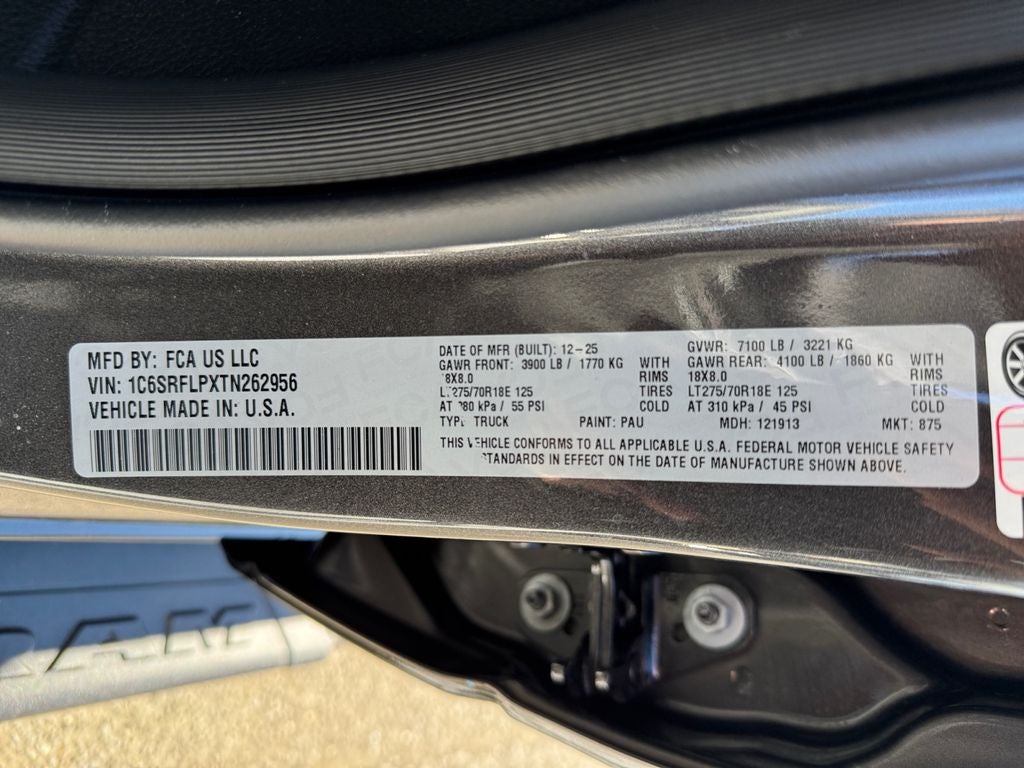 MFD BY: FCA US LLC
VIN: 1C6SRFLPXTN262956
VEHICLE MADE IN: U.S.A.
DATE OF MFR (BUILT): 12-25
GVWR: 7100 LB / 3221 KG
GAWR FRONT: 3900 LB / 1770 KG WITH
GAWR REAR: 4100 LB / 1860 KG WITH
18X8.0 RIMS
18X8.0 RIMS
LT275/70R18E 125 TIRES
LT275/70R18E 125 TIRES
AT 380 kPa / 55 PSI COLD
AT 310 kPa / 45 PSI COLD
TYPE: TRUCK PAINT: PAU MDH: 121913 MKT: 875
THIS VEHICLE CONFORMS TO ALL APPLICABLE U.S.A. FEDERAL MOTOR VEHICLE SAFETY
STANDARDS IN EFFECT ON THE DATE OF MANUFACTURE SHOWN ABOVE.
RAM